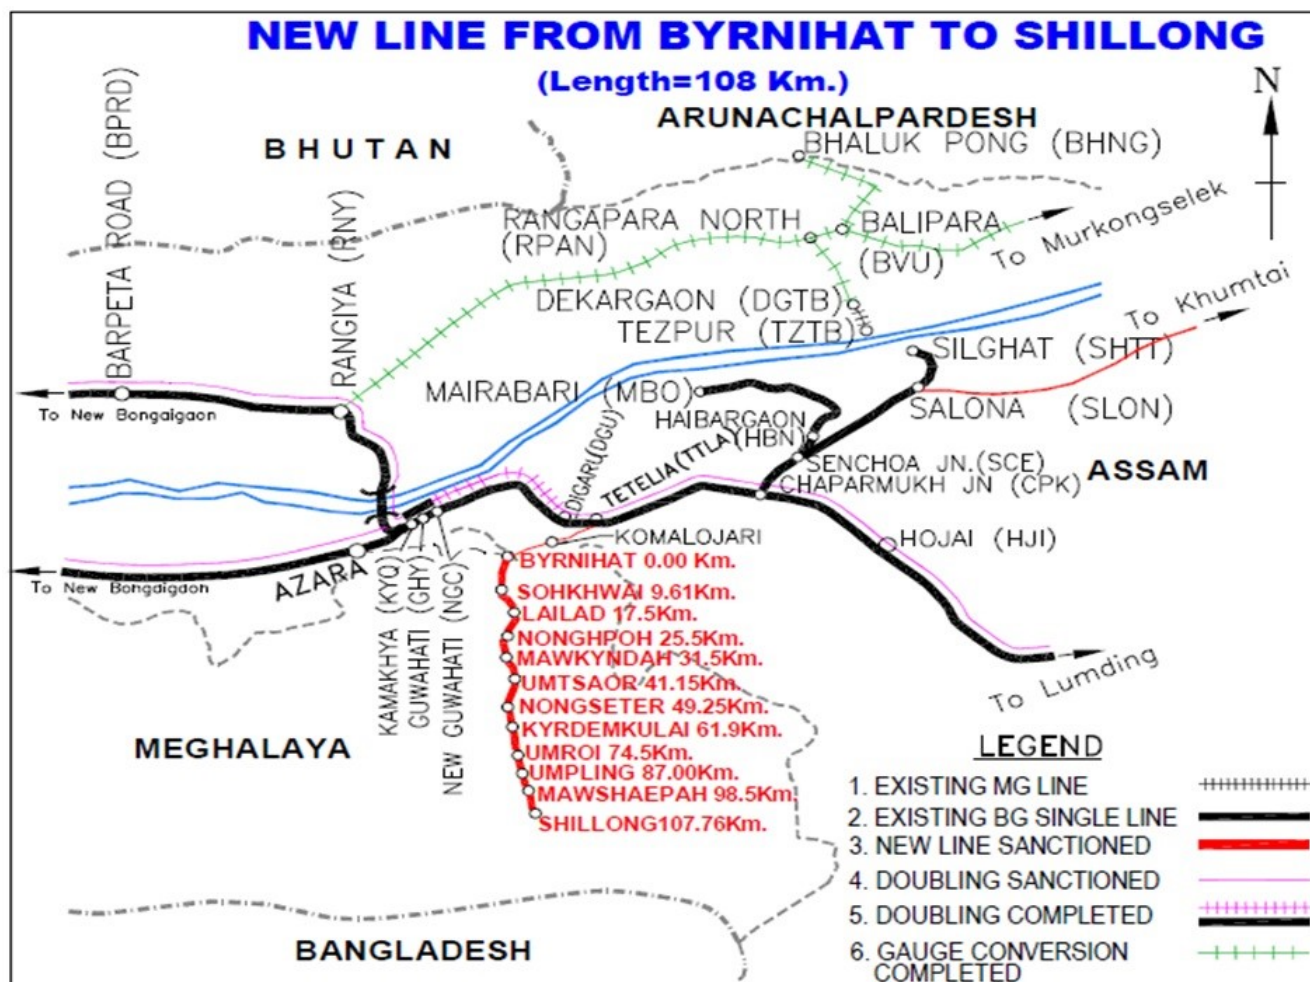 NEW LINE FROM BYRNIHAT TO SHILLONG
(Length=108 Km.)
N
ARUNACHALPARDESH
BHUTAN
BHALUK PONG (BHNG)
BARPETA ROAD (BPRD)
RANGIYA (RNY)
RANGAPARA NORTH
(RPAN)
BALIPARA
(BVU)
To Murkongselek
DEKARGAON (DGTB)
TEZPUR (TZTB)
To Khumtai
SILGHAT (SHTT)
MAIRABARI (MBO)
SALONA (SLON)
To New Bongaigaon
HAIBARGAON
(HBN)
DIGARU(DGU)
TETELIA(TTLA)
SENCHOA JN.(SCE)
CHAPARMUKH JN (CPK)
ASSAM
HOJAI (HJI)
KOMALOJARI
AZARA
To New Bongaigaon
KAMAKHYA (KYQ)
GUWAHATI (GHY)
NEW GUWAHATI (NGC)
BYRNIHAT 0.00 Km.
SOHKHWAI 9.61Km.
LAILAD 17.5Km.
NONGHPOH 25.5Km.
MAWKYNDAH 31.5Km.
UMTSAOR 41.15Km.
NONGSETER 49.25Km.
KYRDEMKULAI 61.9Km.
UMROI 74.5Km.
UMPLING 87.00Km.
MAWSHAEPAH 98.5Km.
SHILLONG107.76Km.
To Lumding
MEGHALAYA
BANGLADESH
LEGEND
1. EXISTING MG LINE
2. EXISTING BG SINGLE LINE
3. NEW LINE SANCTIONED
4. DOUBLING SANCTIONED
5. DOUBLING COMPLETED
6. GAUGE CONVERSION
COMPLETED